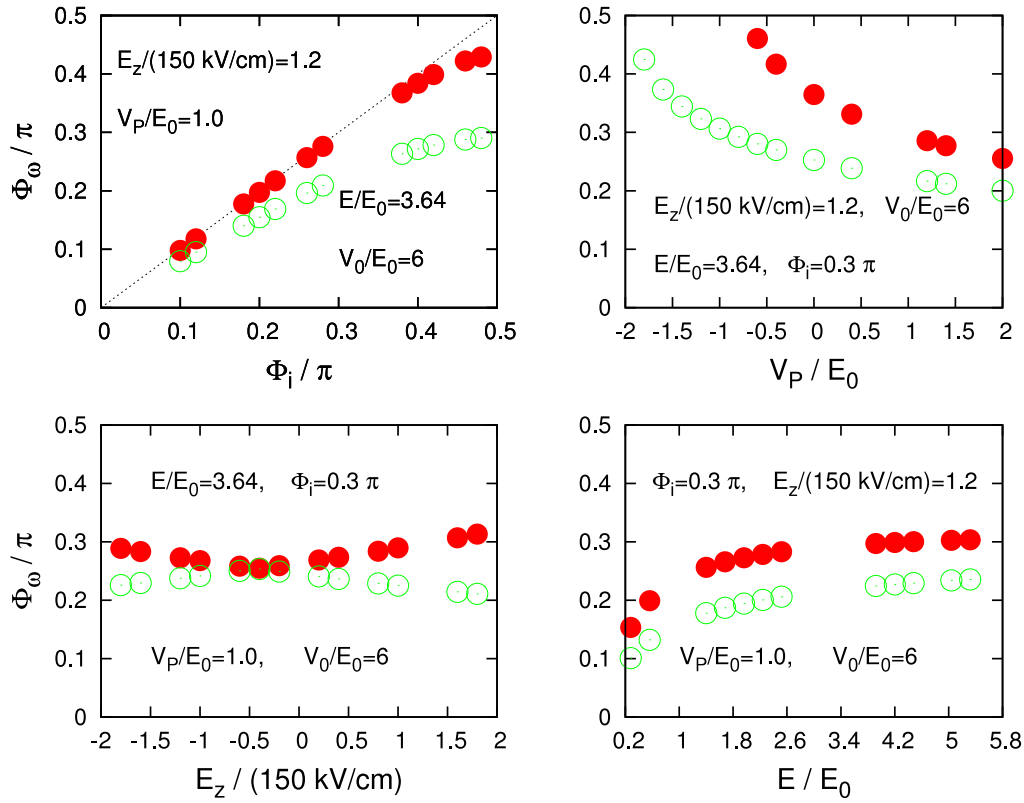 0.5
0.4
0.3
0.2
0.1
0
Φω / π
E_z/(150 kV/cm)=1.2
V_P/E_0=1.0
E/E_0=3.64
V_0/E_0=6
0 0.1 0.2 0.3 0.4 0.5
Φ_i / π
0.5
0.4
0.3
0.2
0.1
0
E_z/(150 kV/cm)=1.2, V_0/E_0=6
E/E_0=3.64, Φ_i=0.3 π
-2 -1.5 -1 -0.5 0 0.5 1 1.5 2
V_P / E_0
0.5
0.4
0.3
0.2
0.1
0
Φω / π
E/E_0=3.64, Φ_i=0.3 π
V_P/E_0=1.0, V_0/E_0=6
-2 -1.5 -1 -0.5 0 0.5 1 1.5 2
E_z / (150 kV/cm)
0.5
0.4
0.3
0.2
0.1
0
Φ_i=0.3 π, E_z/(150 kV/cm)=1.2
V_P/E_0=1.0, V_0/E_0=6
0.2 1 1.8 2.6 3.4 4.2 5 5.8
E / E_0